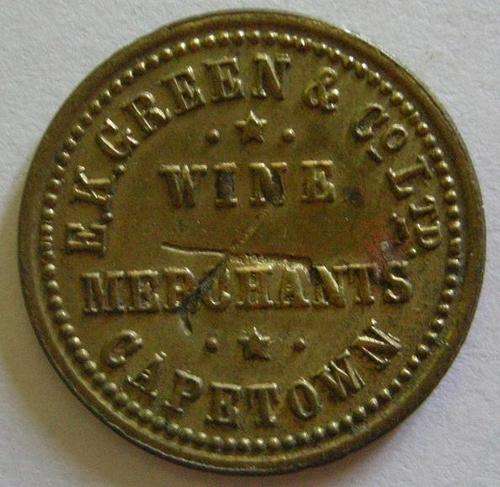 E.K. GREEN & CO LTD.
WINE
MERCHANTS
CAPETOWN